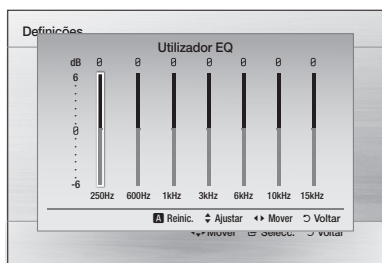 Definições
Utilizador EQ
dB 0 0 0 0 0 0 0
6
0
-6
250Hz 600Hz 1kHz 3kHz 6kHz 10kHz 15kHz
A Reinic. Ajustar Mover Voltar
Mover Selecc. Voltar